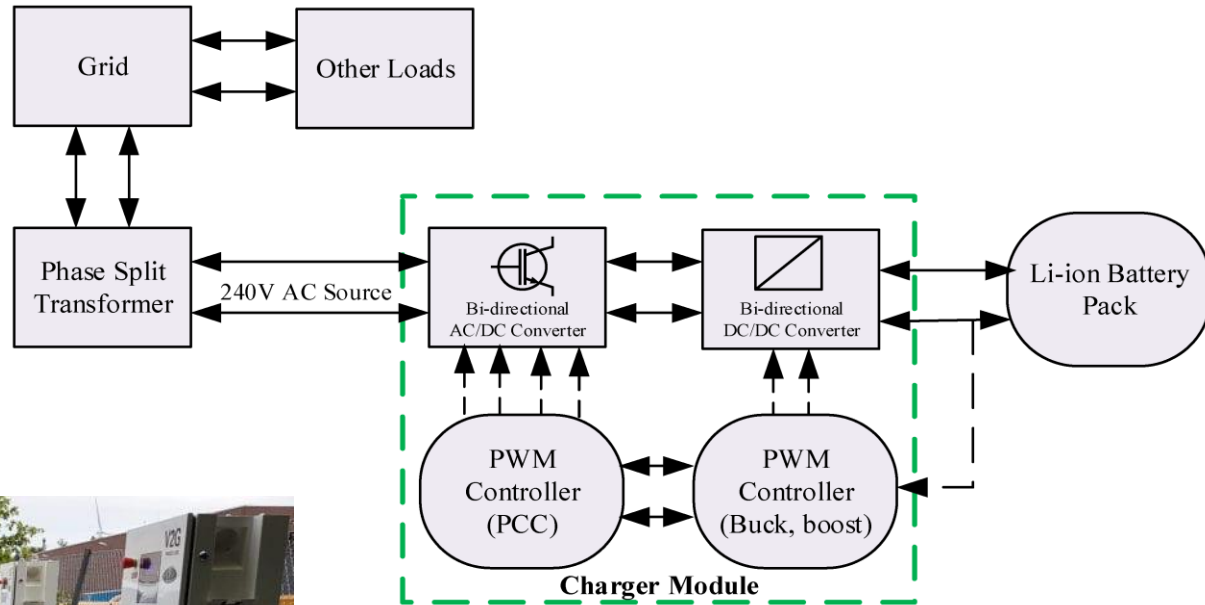 Grid
Other Loads
Phase Split
Transformer
240V AC Source
Bi-directional
AC/DC Converter
Bi-directional
DC/DC Converter
Li-ion Battery
Pack
PWM
Controller
(PCC)
PWM
Controller
(Buck, boost)
Charger Module
V2G